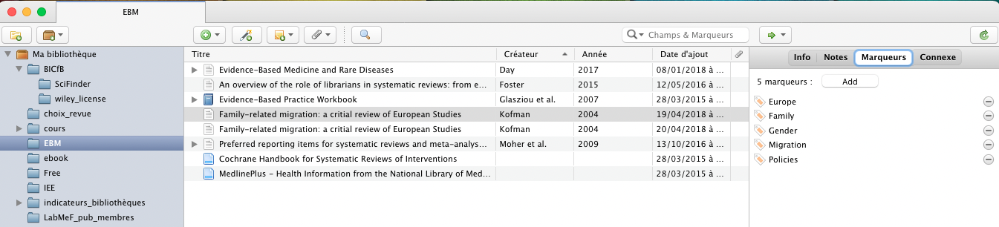 EBM
Champs & Marqueurs
Ma bibliothèque
BICfB
SciFinder
wiley_license
choix_revue
cours
EBM
ebook
Free
IEE
indicateurs_bibliothèques
LabMeF_pub_membres
Titre Créateur Année Date d'ajout
Evidence-Based Medicine and Rare Diseases Day 2017 08/01/2018 à ...
An overview of the role of librarians in systematic reviews: from e... Foster 2015 12/05/2016 à ...
Evidence-Based Practice Workbook Glasziou et al. 2007 28/03/2015 à ...
Family-related migration: a critial review of European Studies Kofman 2004 19/04/2018 à ...
Family-related migration: a critial review of European Studies Kofman 2004 20/04/2018 à ...
Preferred reporting items for systematic reviews and meta-analys... Moher et al. 2009 13/10/2016 à ...
Cochrane Handbook for Systematic Reviews of Interventions 28/03/2015 à ...
MedlinePlus - Health Information from the National Library of Med... 28/03/2015 à ...
Info Notes Marqueurs Connexe
5 marqueurs : Add
Europe
Family
Gender
Migration
Policies